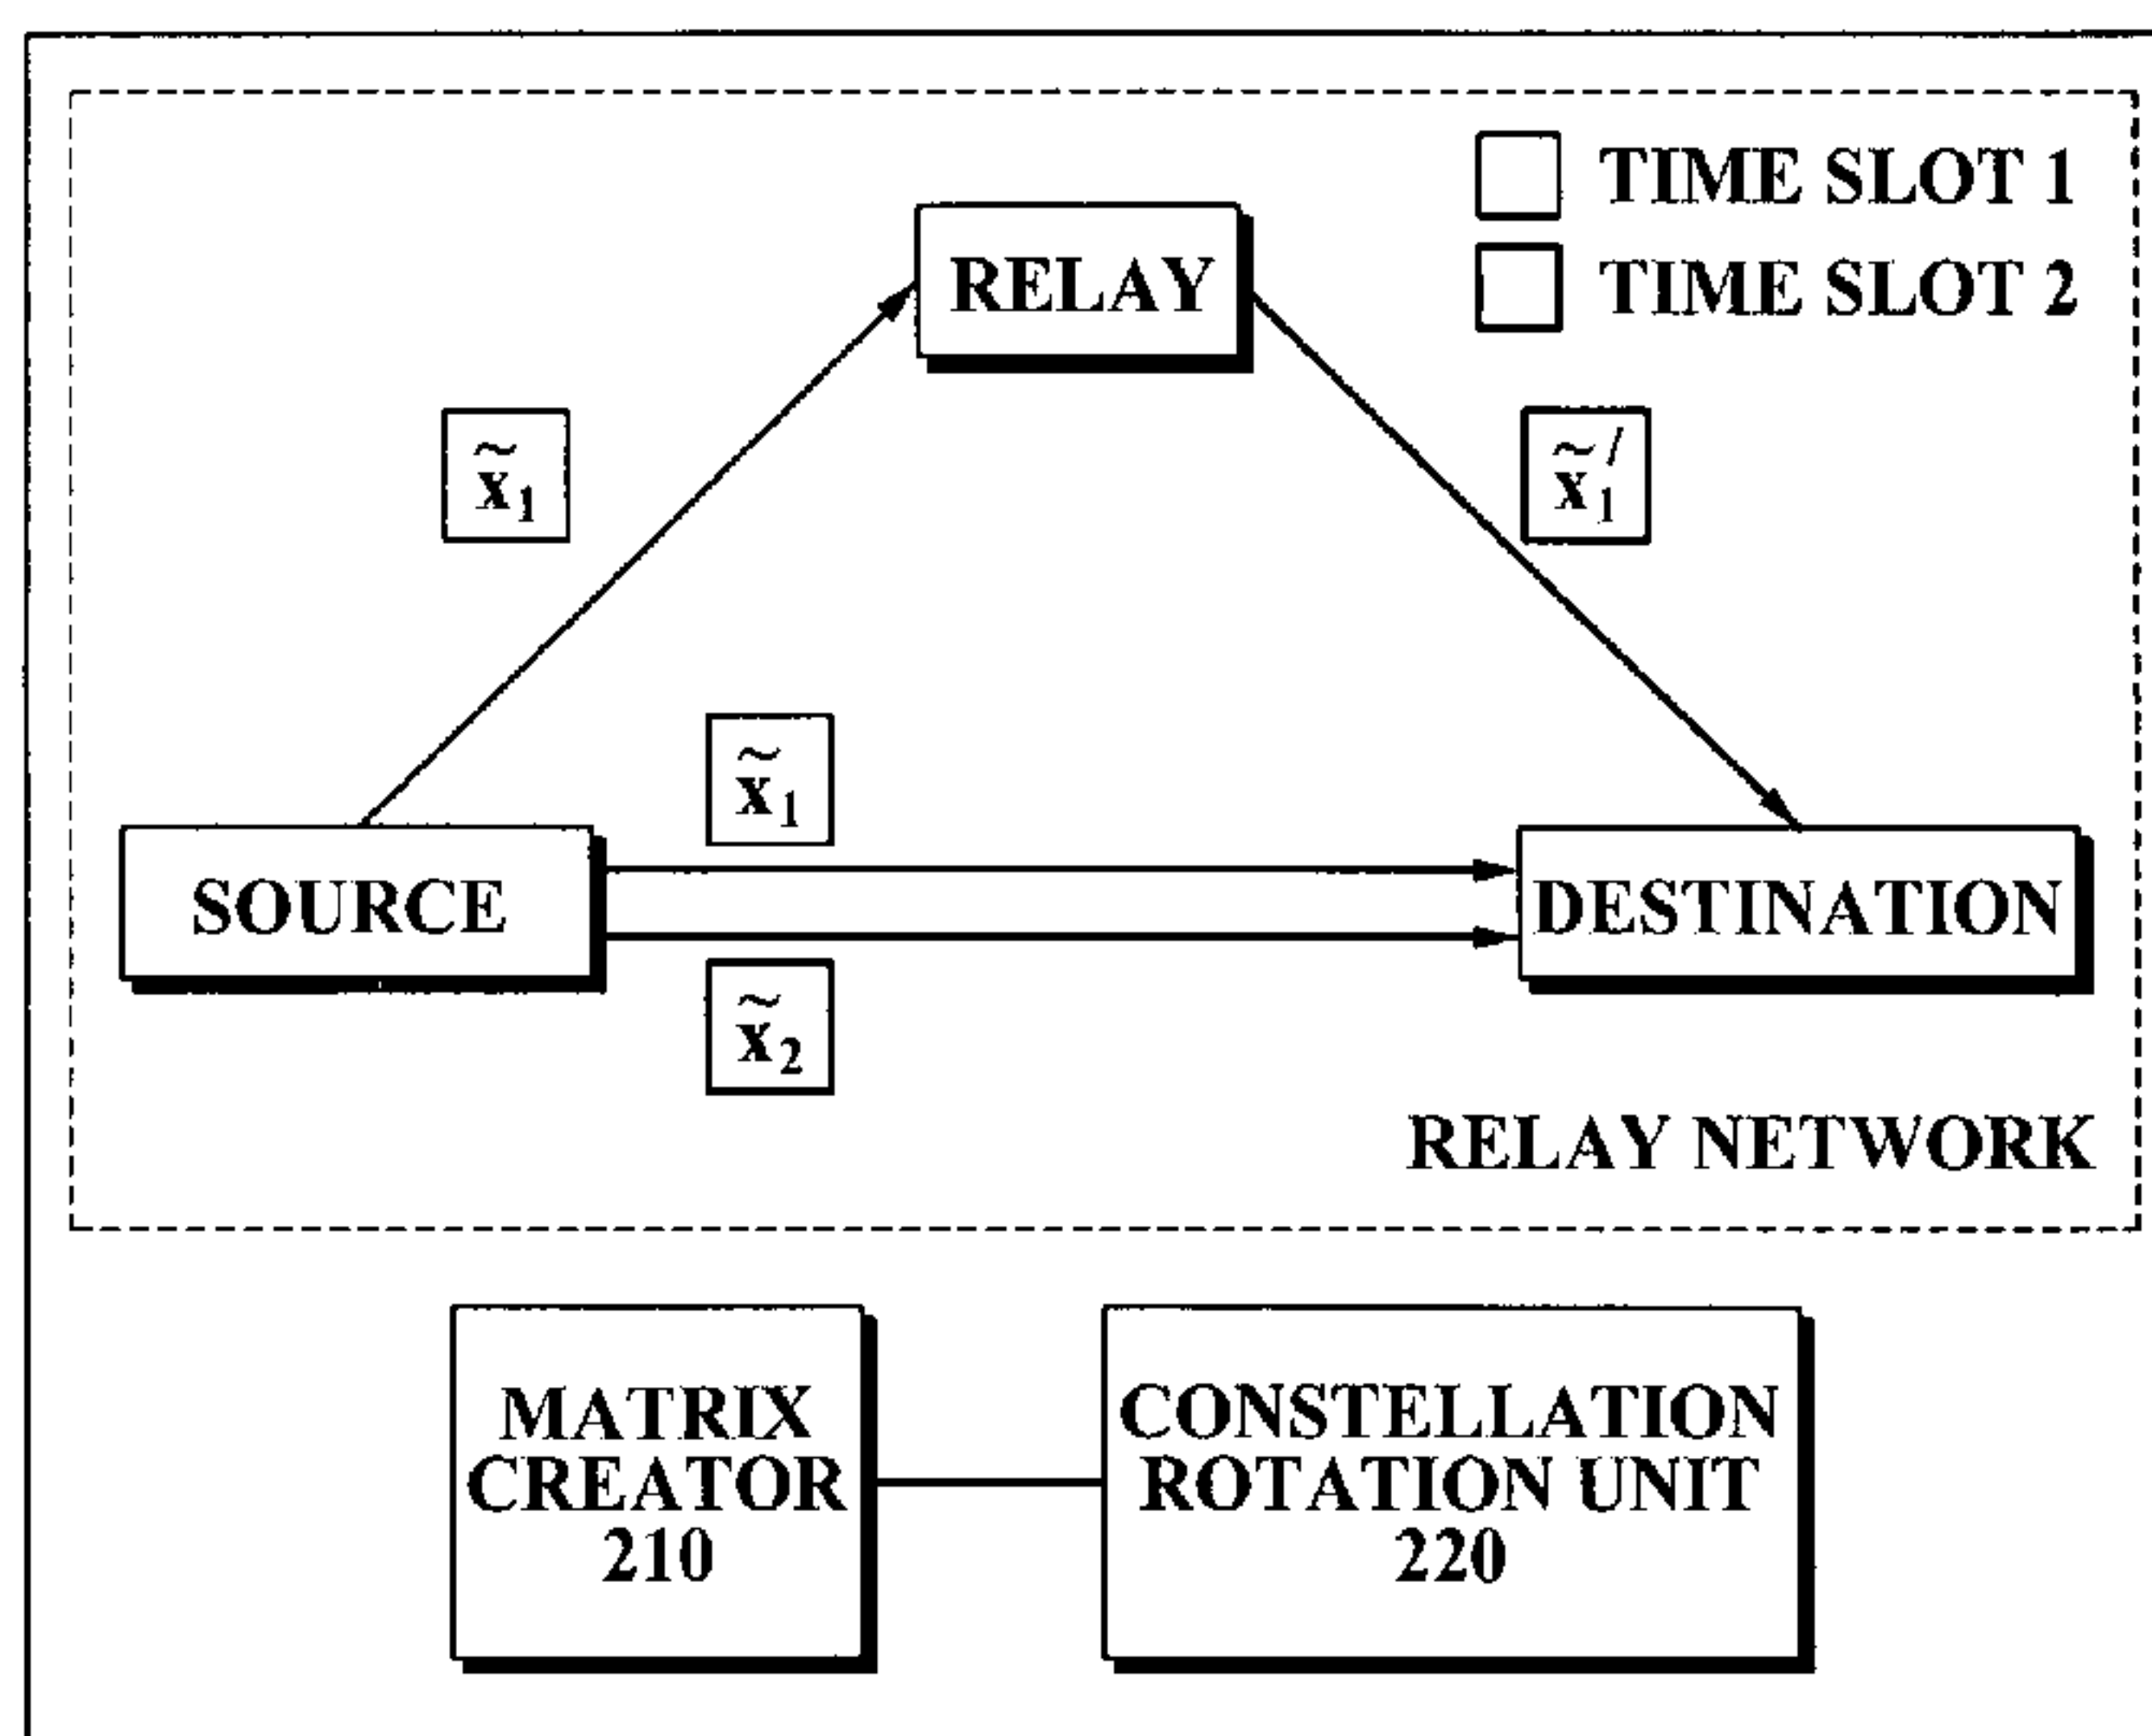 TIME SLOT 1
TIME SLOT 2
RELAY
x̃₁
x̃₁′
x̃₁
SOURCE
DESTINATION
x̃₂
RELAY NETWORK
MATRIX
CREATOR
210
CONSTELLATION
ROTATION UNIT
220